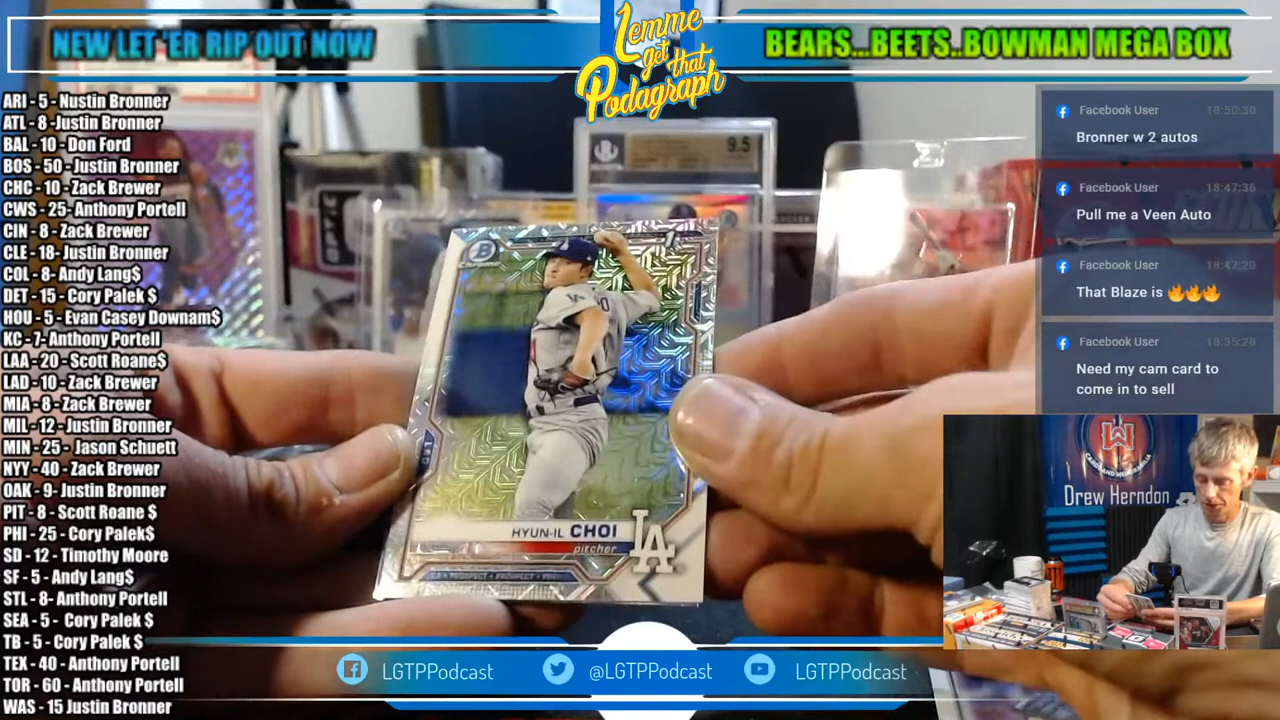 NEW LET 'ER RIP OUT NOW
Lemme
get
that
Podagraph
BEARS...BEETS..BOWMAN MEGA BOX
ARI - 5 - Nustin Bronner
ATL - 8 -Justin Bronner
BAL - 10 - Don Ford
BOS - 50 - Justin Bronner
CHC - 10 - Zack Brewer
CWS - 25- Anthony Portell
CIN - 8 - Zack Brewer
CLE - 18- Justin Bronner
COL - 8- Andy Lang$
DET - 15 - Cory Palek $
HOU - 5 - Evan Casey Downam$
KC - 7- Anthony Portell
LAA - 20 - Scott Roane$
LAD - 10 - Zack Brewer
MIA - 8 - Zack Brewer
MIL - 12 - Justin Bronner
MIN - 25 - Jason Schuett
NYY - 40 - Zack Brewer
OAK - 9- Justin Bronner
PIT - 8 - Scott Roane $
PHI - 25 - Cory Palek$
SD - 12 - Timothy Moore
SF - 5 - Andy Lang$
STL - 8- Anthony Portell
SEA - 5 - Cory Palek $
TB - 5 - Cory Palek $
TEX - 40 - Anthony Portell
TOR - 60 - Anthony Portell
WAS - 15 Justin Bronner
9.5
1st
B
LAD
HYUN-IL CHOI
pitcher
LA
Facebook User 18:50:30
Bronner w 2 autos
Facebook User 18:47:36
Pull me a Veen Auto
Facebook User 18:47:20
That Blaze is 🔥🔥🔥
Facebook User 18:35:28
Need my cam card to
come in to sell
Drew Herndon
LGTPPodcast
@LGTPPodcast
LGTPPodcast